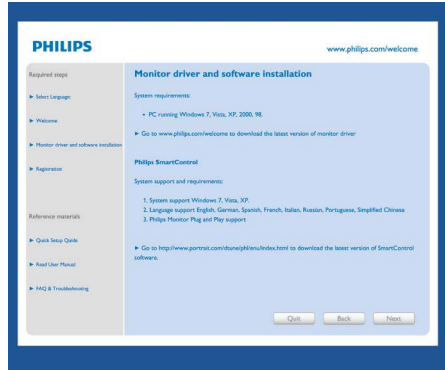 PHILIPS
www.philips.com/welcome
Required steps
► Select Language
► Welcome
► Monitor driver and software installation
► Registration
Reference materials
► Quick Setup Guide
► Read User Manual
► FAQ & Troubleshooting
Monitor driver and software installation
System requirements:
• PC running Windows 7, Vista, XP, 2000, 98.
► Go to www.philips.com/welcome to download the latest version of monitor driver
Philips SmartControl
System support and requirements:
1. System support Windows 7, Vista, XP.
2. Language support English, German, Spanish, French, Italian, Russian, Portuguese, Simplified Chinese
3. Philips Monitor Plug and Play support
► Go to http://www.portrait.com/dtune/phl/enu/index.html to download the latest version of SmartControl
software.
Quit
Back
Next